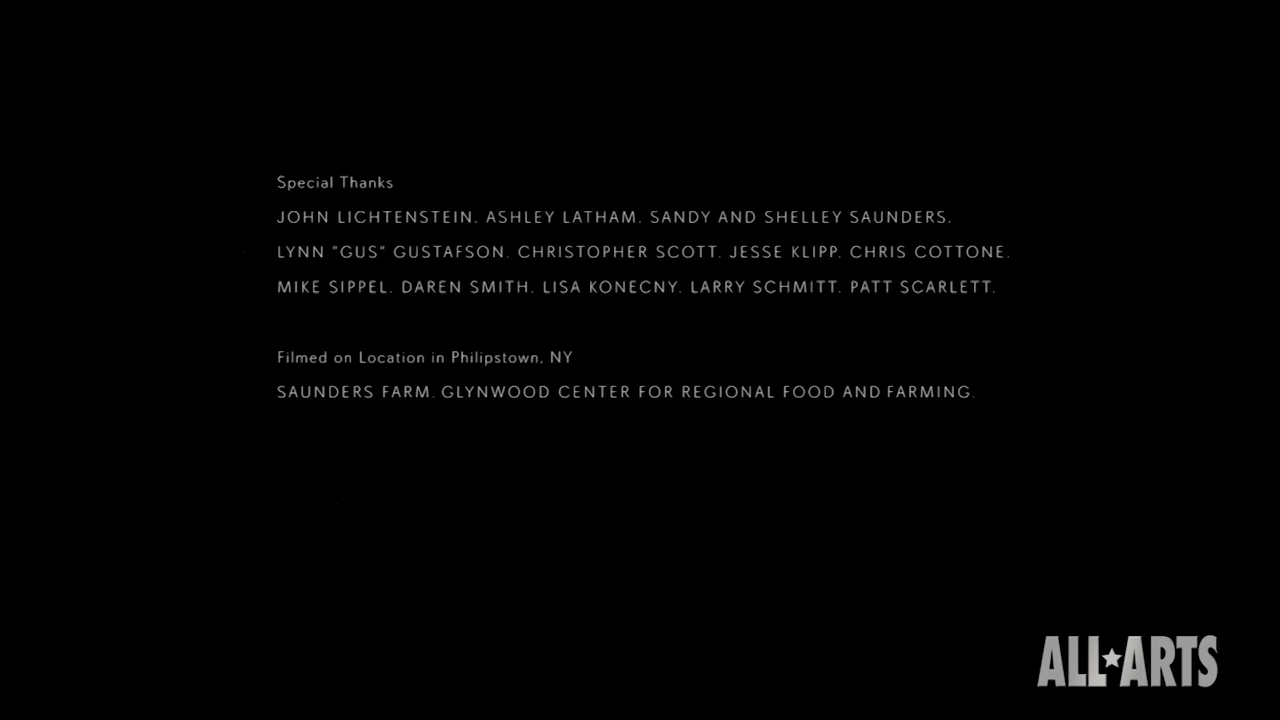 Special Thanks
JOHN LICHTENSTEIN. ASHLEY LATHAM. SANDY AND SHELLEY SAUNDERS.
LYNN "GUS" GUSTAFSON. CHRISTOPHER SCOTT. JESSE KLIPP. CHRIS COTTONE.
MIKE SIPPEL. DAREN SMITH. LISA KONECNY. LARRY SCHMITT. PATT SCARLETT.
Filmed on Location in Philipstown, NY
SAUNDERS FARM. GLYNWOOD CENTER FOR REGIONAL FOOD AND FARMING.
ALL★ARTS